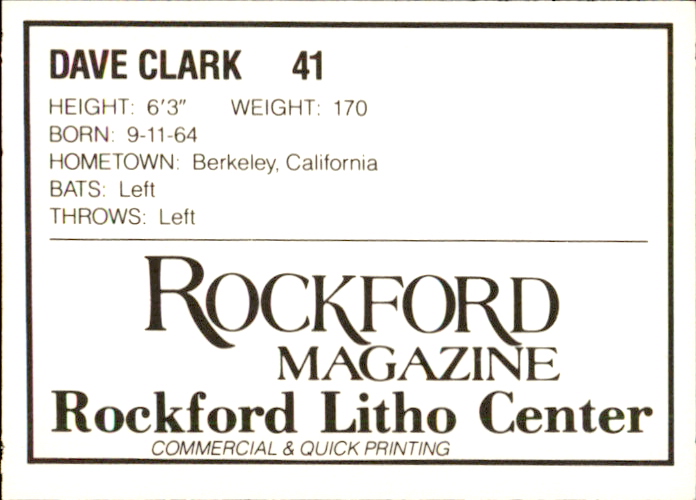 DAVE CLARK 41
HEIGHT: 6'3" WEIGHT: 170
BORN: 9-11-64
HOMETOWN: Berkeley, California
BATS: Left
THROWS: Left
ROCKFORD
MAGAZINE
Rockford Litho Center
COMMERCIAL & QUICK PRINTING